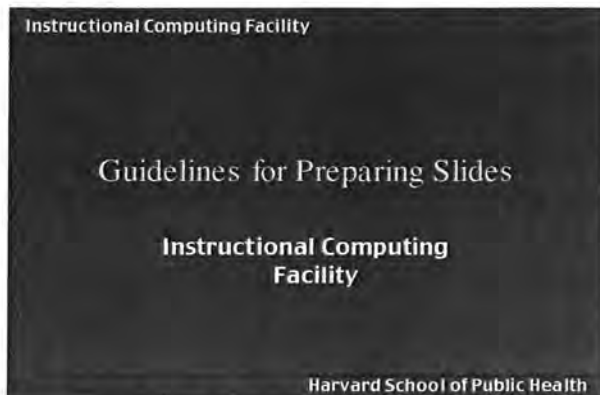 Instructional Computing Facility
Guidelines for Preparing Slides
Instructional Computing
Facility
Harvard School of Public Health